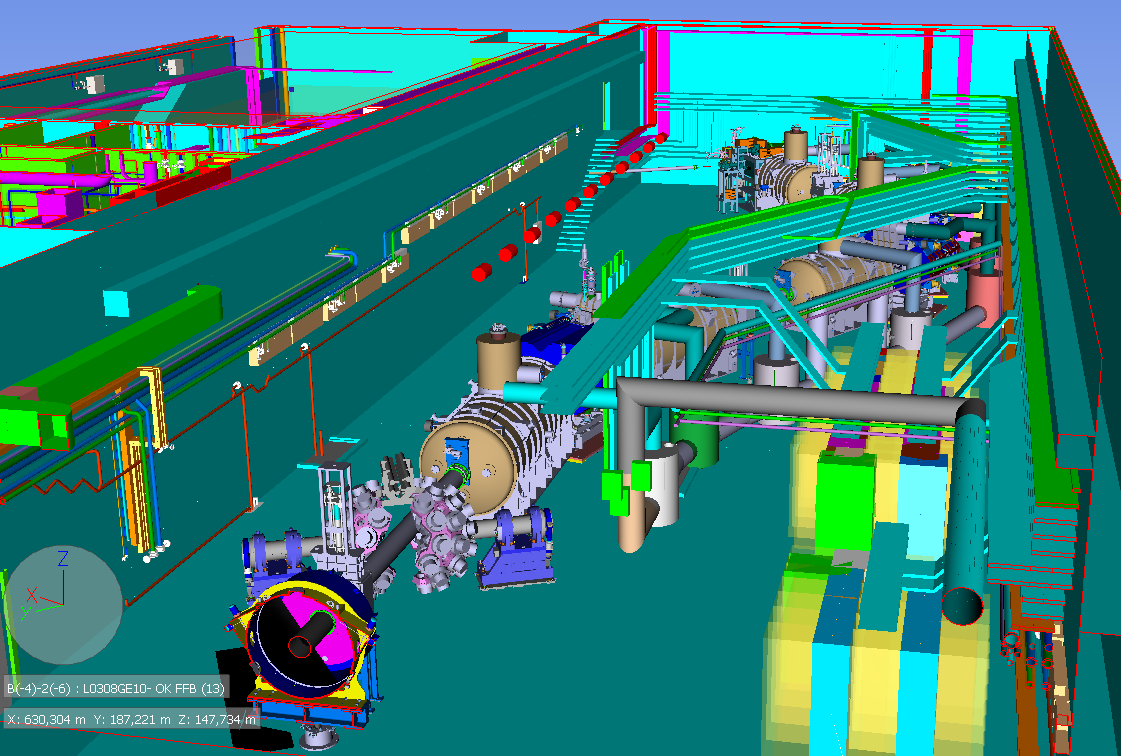 Z
X
Y
B(-4)-2(-6) : L0308GE10- OK FFB (13)
X: 630,304 m Y: 187,221 m Z: 147,734 m